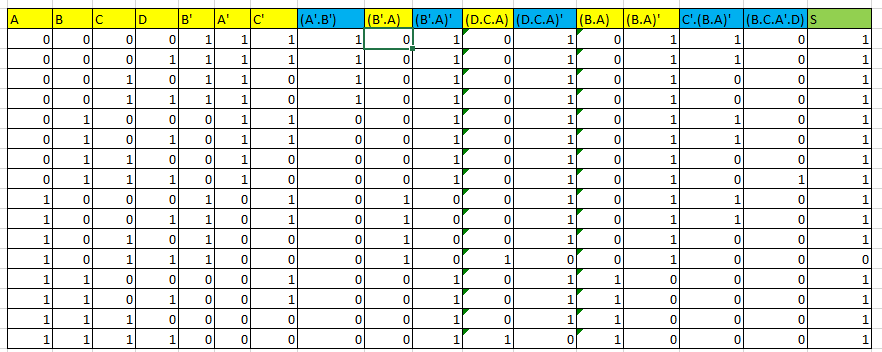 A B C D B' A' C' (A'.B') (B'.A) (B'.A)' (D.C.A) (D.C.A)' (B.A) (B.A)' C'.(B.A)' (B.C.A'.D) S
0 0 0 0 1 1 1 1 0 1 0 1 0 1 1 0 1
0 0 0 1 1 1 1 1 0 1 0 1 0 1 1 0 1
0 0 1 0 1 1 0 1 0 1 0 1 0 1 0 0 1
0 0 1 1 1 1 0 1 0 1 0 1 0 1 0 0 1
0 1 0 0 0 1 1 0 0 1 0 1 0 1 1 0 1
0 1 0 1 0 1 1 0 0 1 0 1 0 1 1 0 1
0 1 1 0 0 1 0 0 0 1 0 1 0 1 0 0 1
0 1 1 1 0 1 0 0 0 1 0 1 0 1 0 1 1
1 0 0 0 1 0 1 0 1 0 0 1 0 1 1 0 1
1 0 0 1 1 0 1 0 1 0 0 1 0 1 1 0 1
1 0 1 0 1 0 0 0 1 0 0 1 0 1 0 0 1
1 0 1 1 1 0 0 0 1 0 1 0 0 1 0 0 0
1 1 0 0 0 0 1 0 0 1 0 1 1 0 0 0 1
1 1 0 1 0 0 1 0 0 1 0 1 1 0 0 0 1
1 1 1 0 0 0 0 0 0 1 0 1 1 0 0 0 1
1 1 1 1 0 0 0 0 0 1 1 0 1 0 0 0 1